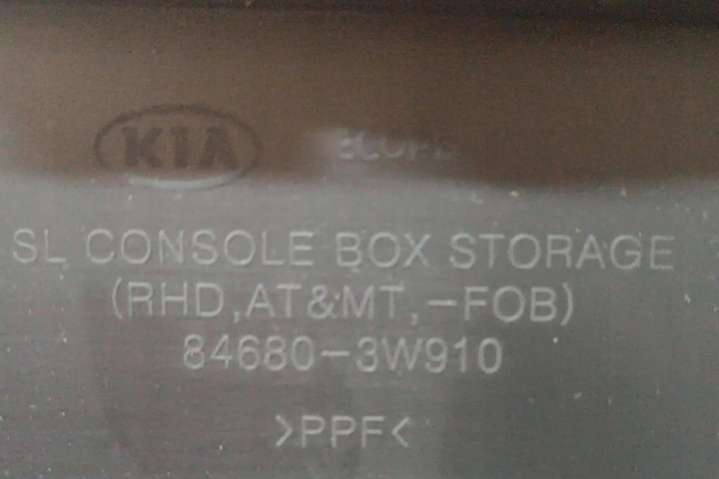 KIA
SL CONSOLE BOX STORAGE
(RHD,AT&MT,-FOB)
84680-3W910
>PPF<